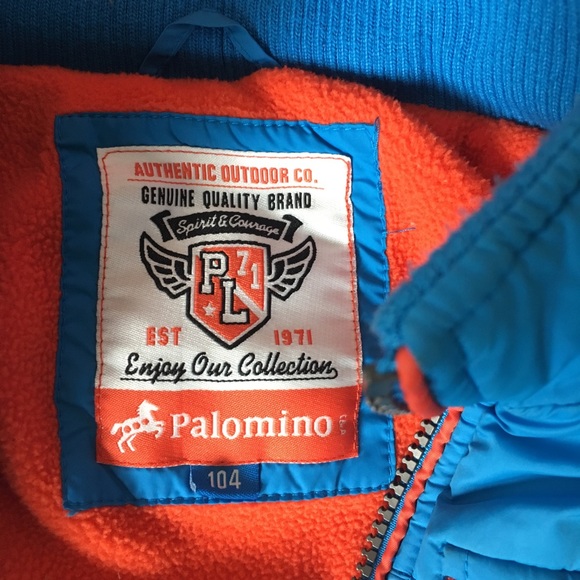 AUTHENTIC OUTDOOR CO.
GENUINE QUALITY BRAND
Spirit & Courage
PL 71
EST 1971
Enjoy Our Collection
Palomino
104